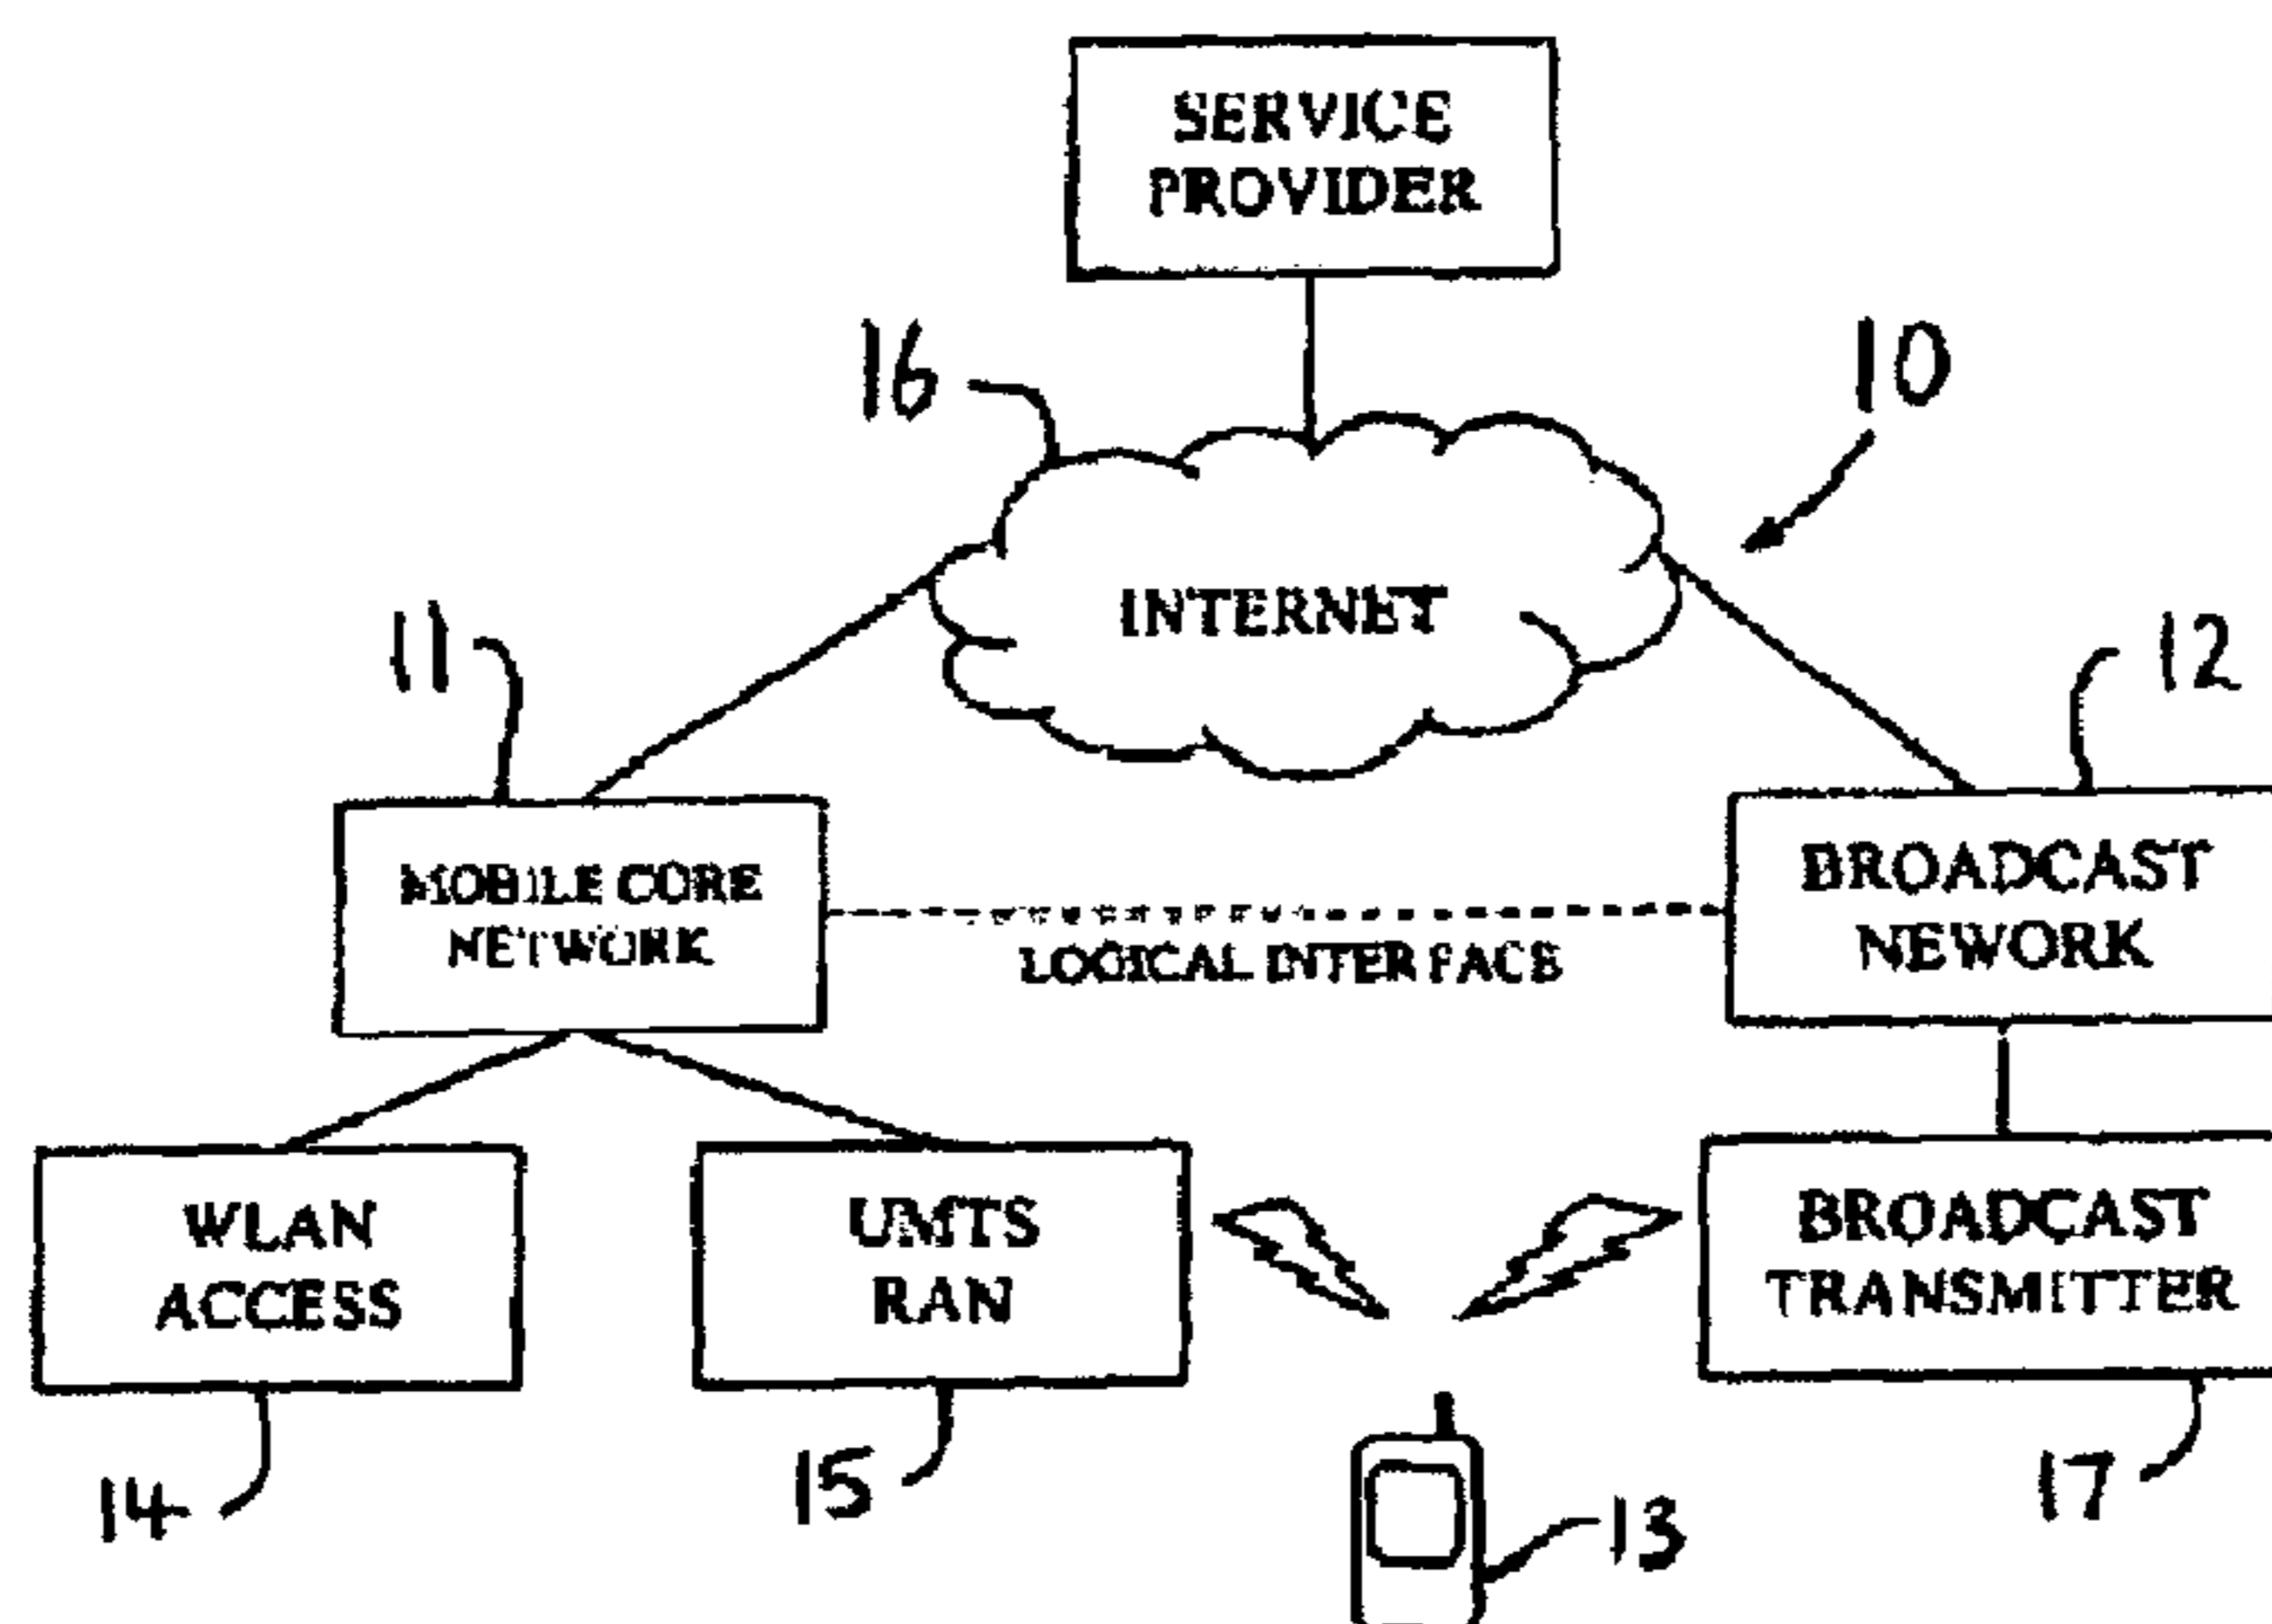 SERVICE
PROVIDER
16
10
INTERNET
11
12
MOBILE CORE
NETWORK
BROADCAST
NEWORK
LOGICAL INTERFACE
WLAN
ACCESS
UMTS
RAN
BROADCAST
TRANSMITTER
14
15
13
17